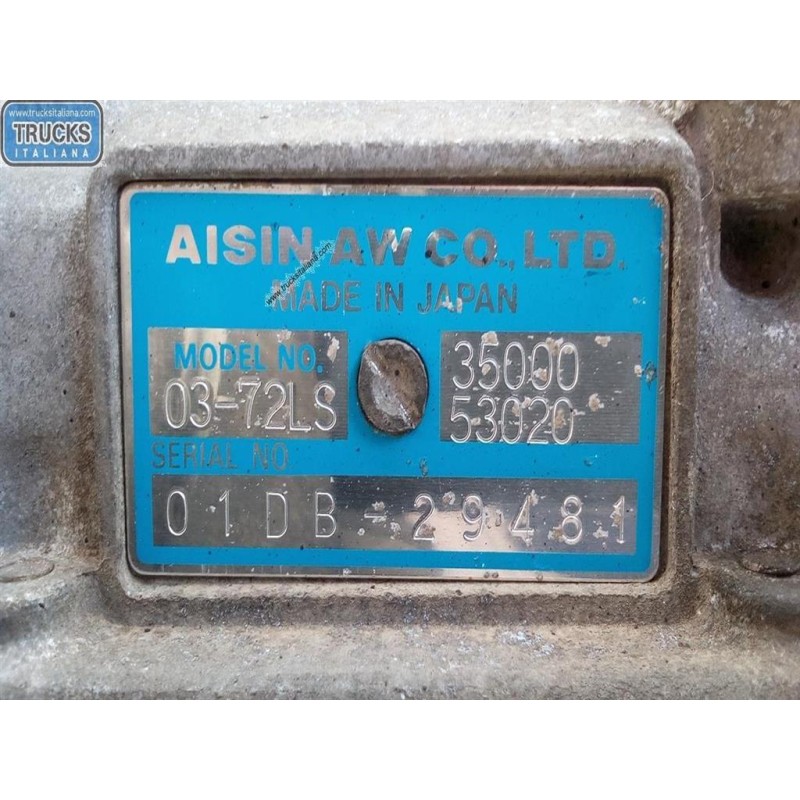 www.trucksitaliana.com
TRUCKS
ITALIANA
AISIN AW CO., LTD.
www.trucksitaliana.com
MADE IN JAPAN
MODEL NO.
03-72LS
35000
53020
SERIAL NO
01DB-29481